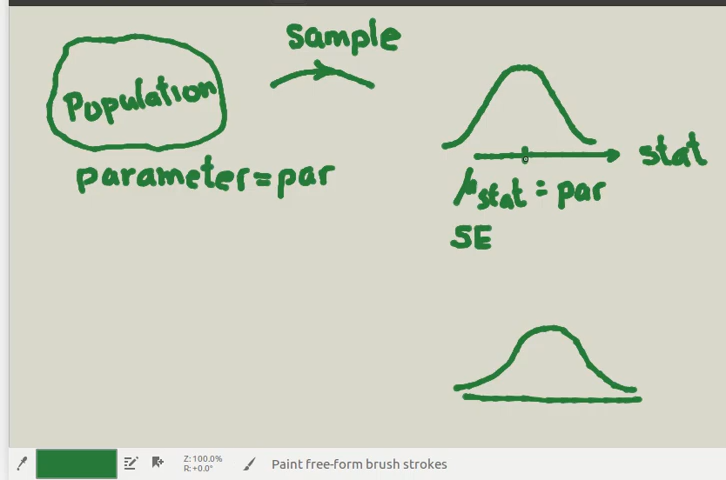 sample
Population
parameter = par
stat
μstat = par
SE
Z: 100.0%
R: +0.0°
Paint free-form brush strokes